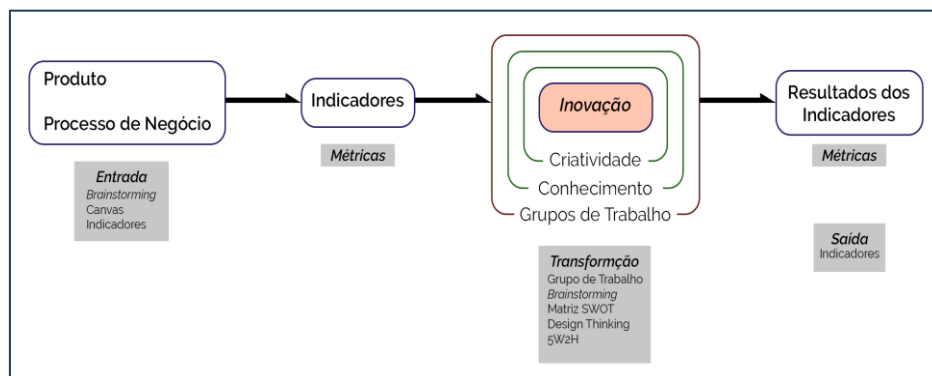 Produto
Processo de Negócio
Entrada
Brainstorming
Canvas
Indicadores
Indicadores
Métricas
Inovação
Criatividade
Conhecimento
Grupos de Trabalho
Transformção
Grupo de Trabalho
Brainstorming
Matriz SWOT
Design Thinking
5W2H
Resultados dos
Indicadores
Métricas
Saída
Indicadores